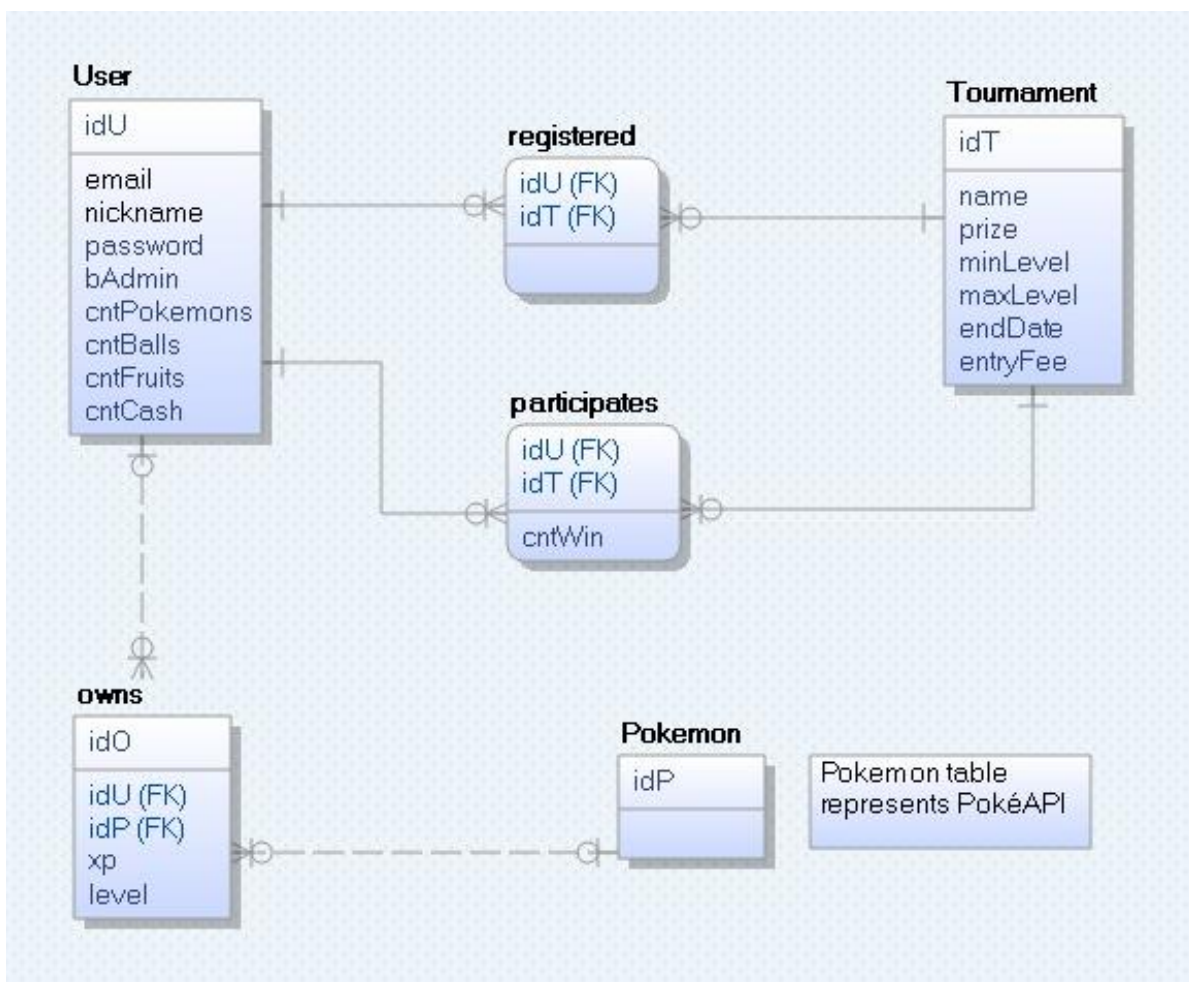 User
idU
email
nickname
password
bAdmin
cntPokemons
cntBalls
cntFruits
cntCash
registered
idU (FK)
idT (FK)
Tournament
idT
name
prize
minLevel
maxLevel
endDate
entryFee
participates
idU (FK)
idT (FK)
cntWin
owns
idO
idU (FK)
idP (FK)
xp
level
Pokemon
idP
Pokemon table
represents PokéAPI